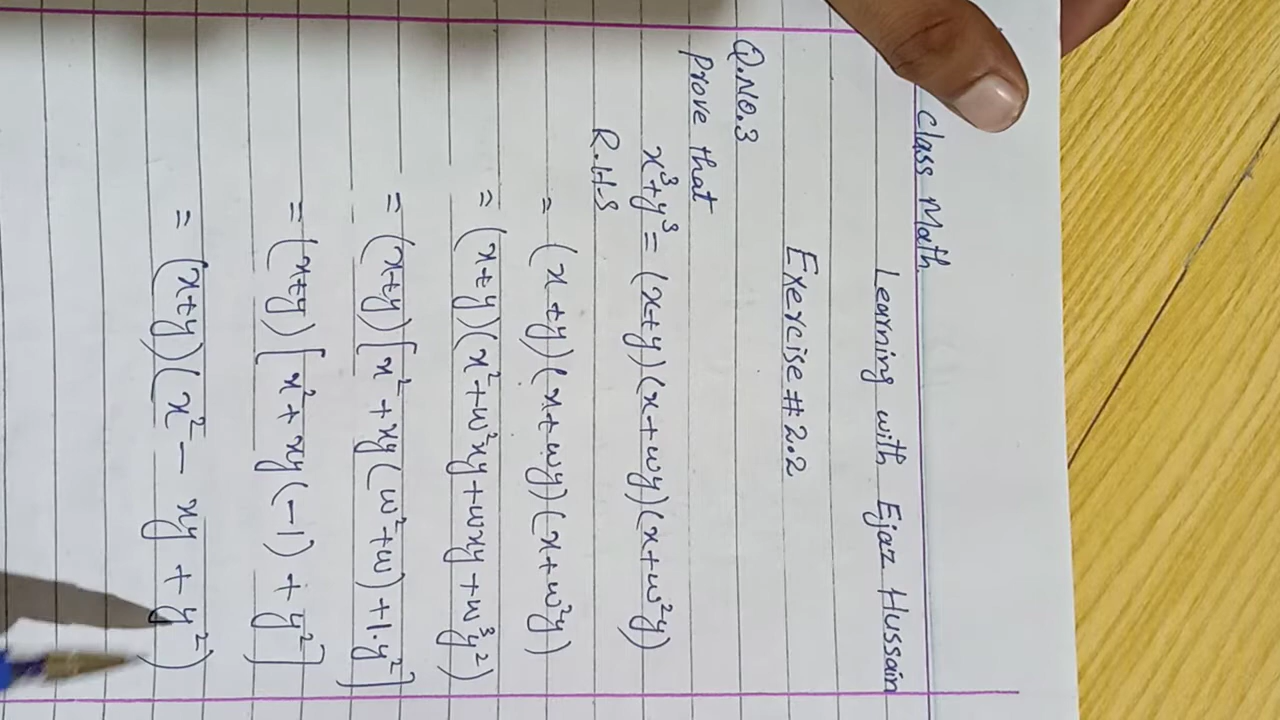 Class Math
Learning with Ejaz Hussain
Exercise # 2.2
Q.No.3
Prove that
x³+y³ = (x+y)(x+ωy)(x+ω²y)
R.H.S
= (x+y)(x+ωy)(x+ω²y)
= (x+y)(x²+ω²xy+ωxy+ω³y²)
= (x+y)[x²+xy(ω²+ω)+1.y²]
= (x+y)[x²+xy(-1)+y²]
= (x+y)(x²-xy+y²)